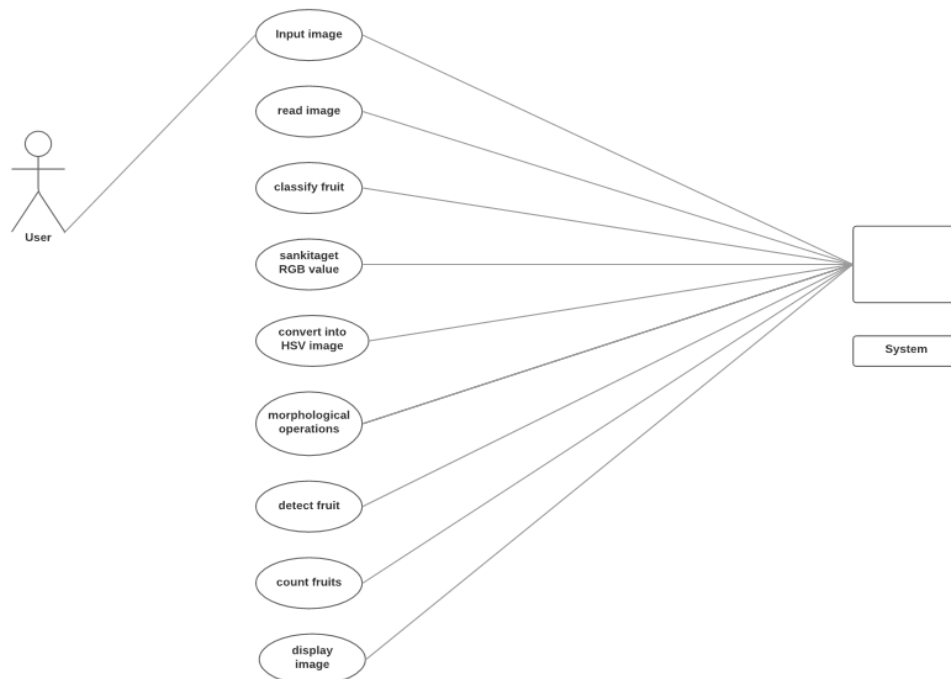 Input image
read image
classify fruit
sankitaget
RGB value
convert into
HSV image
morphological
operations
detect fruit
count fruits
display
image
User
System